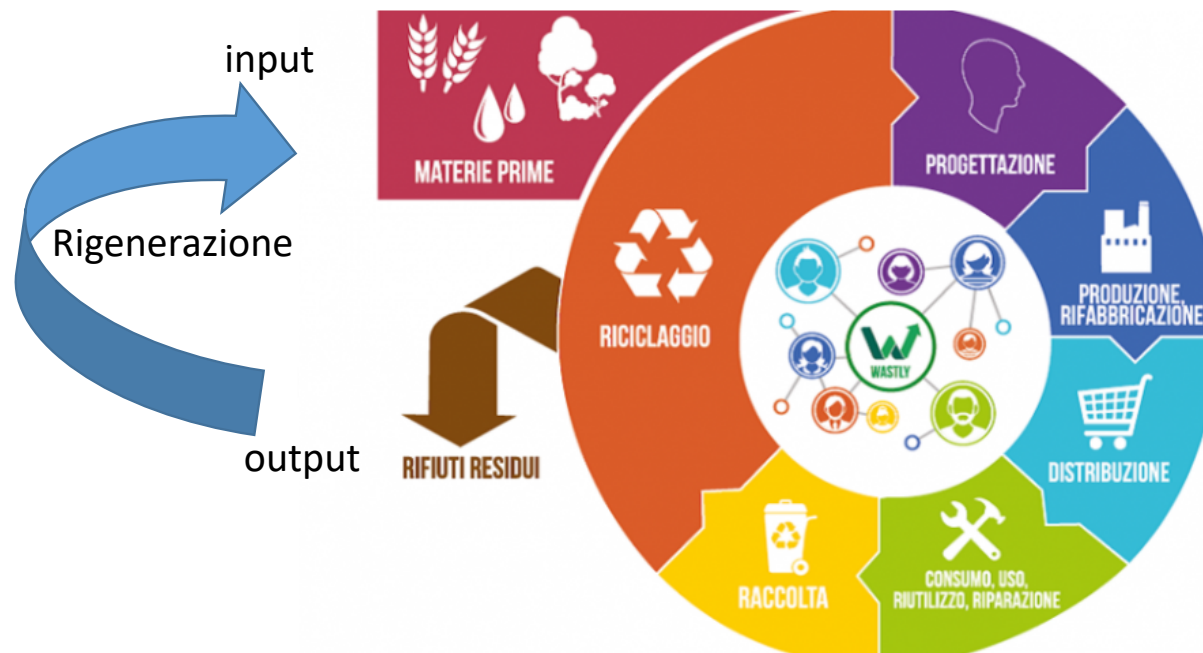 input
MATERIE PRIME
Rigenerazione
output
RIFIUTI RESIDUI
RICICLAGGIO
PROGETTAZIONE
PRODUZIONE,
RIFABBRICAZIONE
DISTRIBUZIONE
CONSUMO, USO,
RIUTILIZZO, RIPARAZIONE
RACCOLTA
W
WASTLY